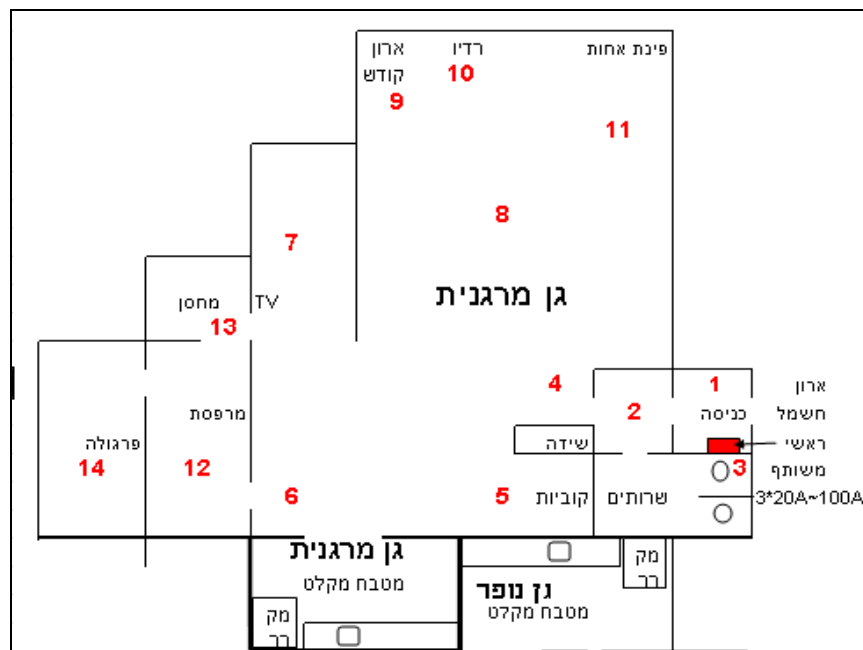 ארון
קודש
9
רדיו
10
פינת אחות
11
7
8
גן מרגנית
מחסן
13
TV
4
1
ארון
2
כניסה
חשמל
ראשי
שידה
3
משותף
פרגולה
14
מרפסת
12
6
5
קוביות
שרותים
3*20A~100A
גן מרגנית
מטבח מקלט
מק
רר
גן נופר
מטבח מקלט
מק
רר